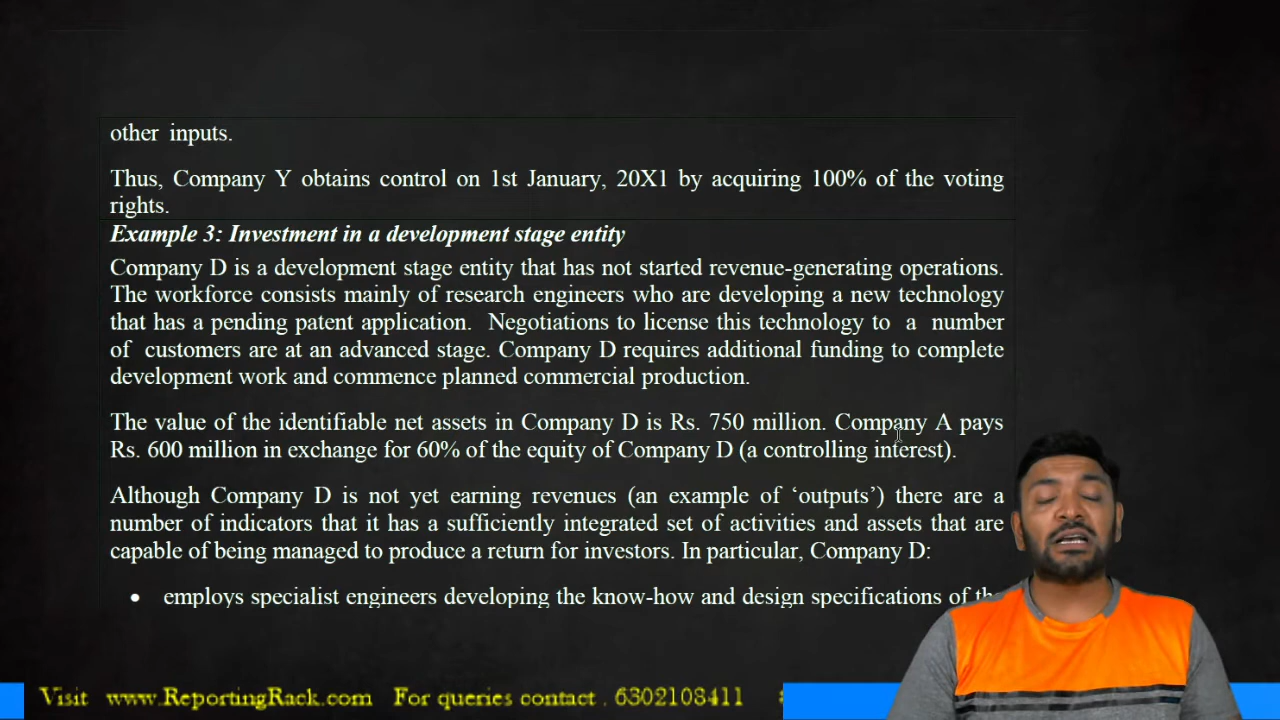 other inputs.
Thus, Company Y obtains control on 1st January, 20X1 by acquiring 100% of the voting
rights.
Example 3: Investment in a development stage entity
Company D is a development stage entity that has not started revenue-generating operations.
The workforce consists mainly of research engineers who are developing a new technology
that has a pending patent application. Negotiations to license this technology to a number
of customers are at an advanced stage. Company D requires additional funding to complete
development work and commence planned commercial production.
The value of the identifiable net assets in Company D is Rs. 750 million. Company A pays
Rs. 600 million in exchange for 60% of the equity of Company D (a controlling interest).
Although Company D is not yet earning revenues (an example of ‘outputs’) there are a
number of indicators that it has a sufficiently integrated set of activities and assets that are
capable of being managed to produce a return for investors. In particular, Company D:
• employs specialist engineers developing the know-how and design specifications of the
Visit www.ReportingRack.com For queries contact . 6302108411